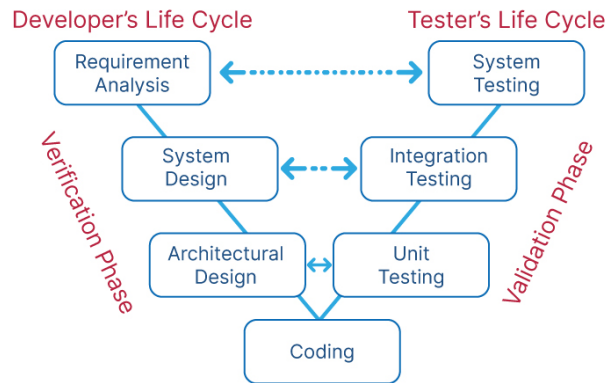 Developer’s Life Cycle
Tester’s Life Cycle
Requirement
Analysis
System
Testing
System
Design
Integration
Testing
Verification Phase
Validation Phase
Architectural
Design
Unit
Testing
Coding